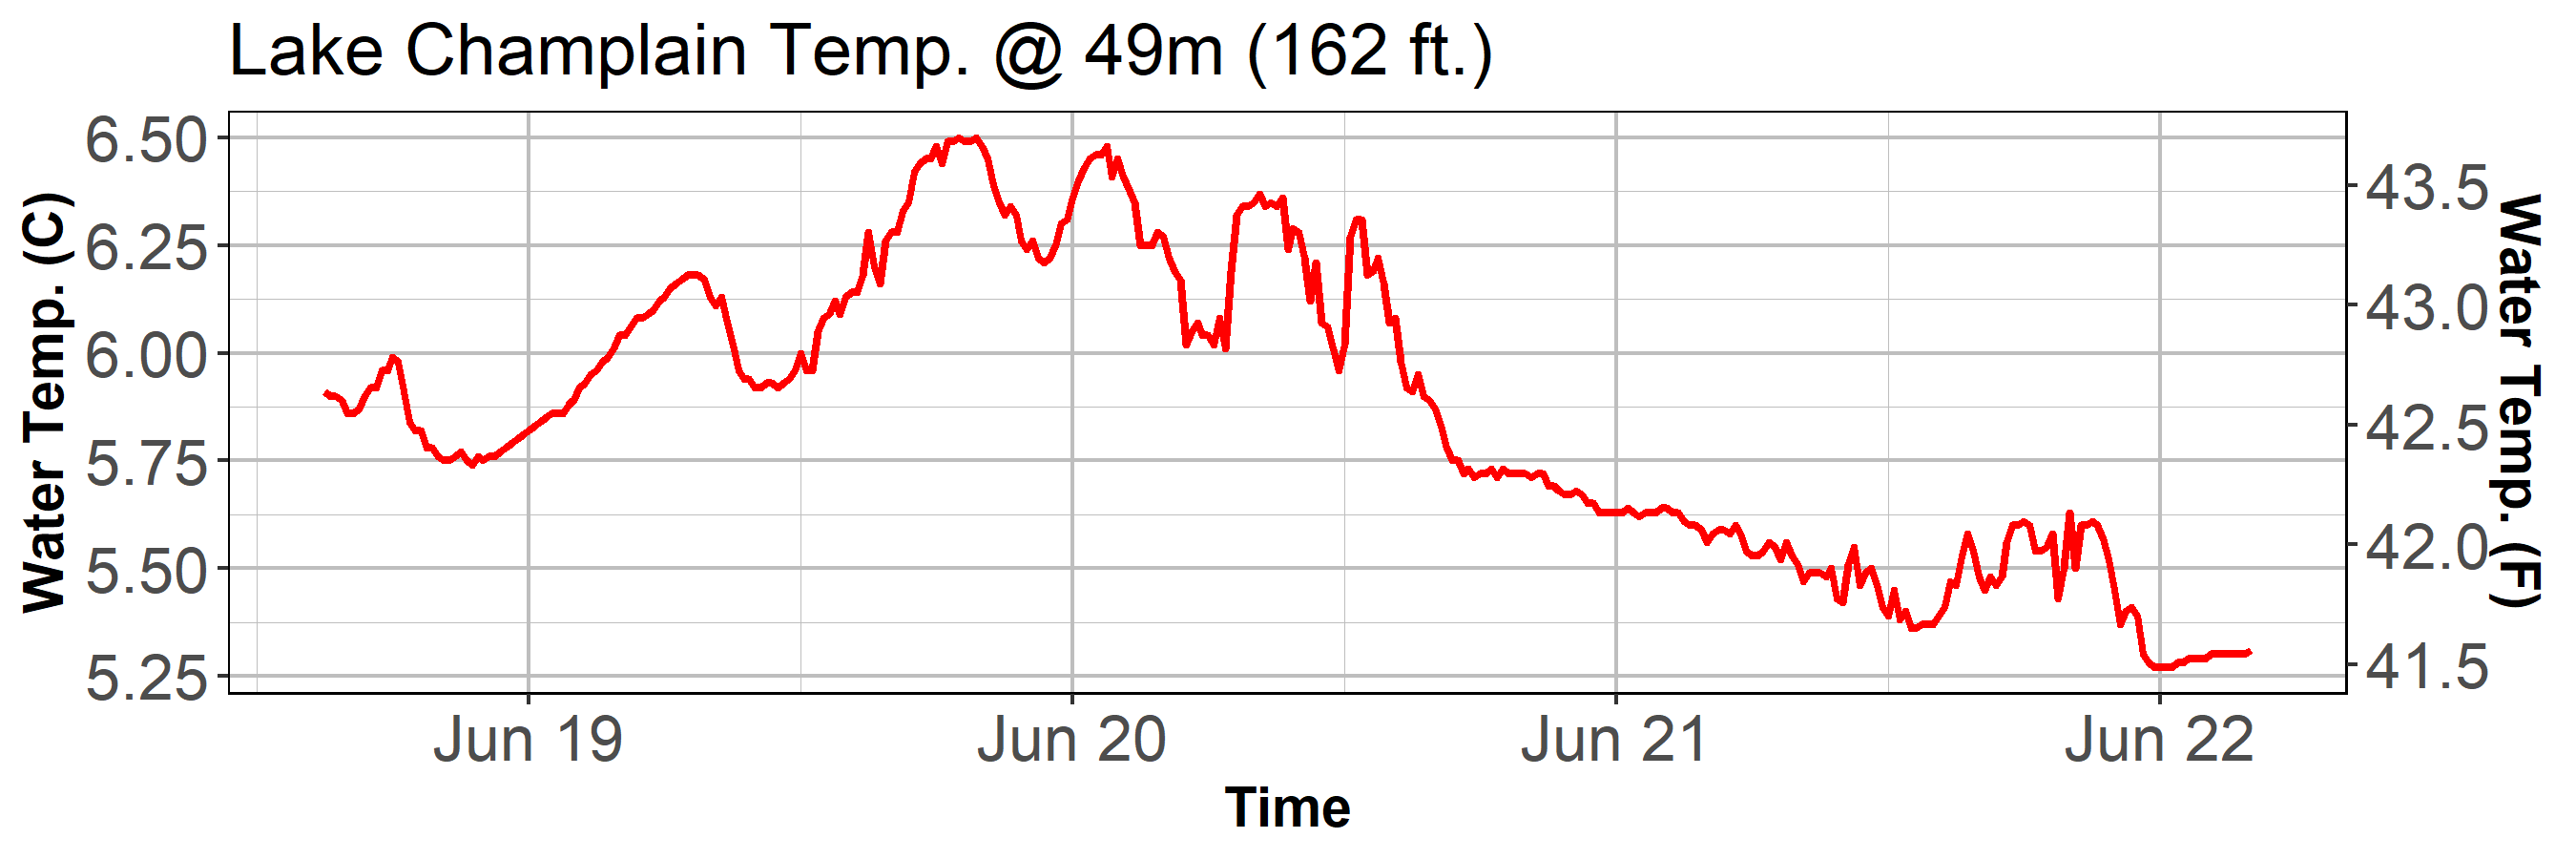 Lake Champlain Temp. @ 49m (162 ft.)
Water Temp. (C)
6.50
6.25
6.00
5.75
5.50
5.25
43.5
43.0
42.5
42.0
41.5
Water Temp. (F)
Jun 19 Jun 20 Jun 21 Jun 22
Time